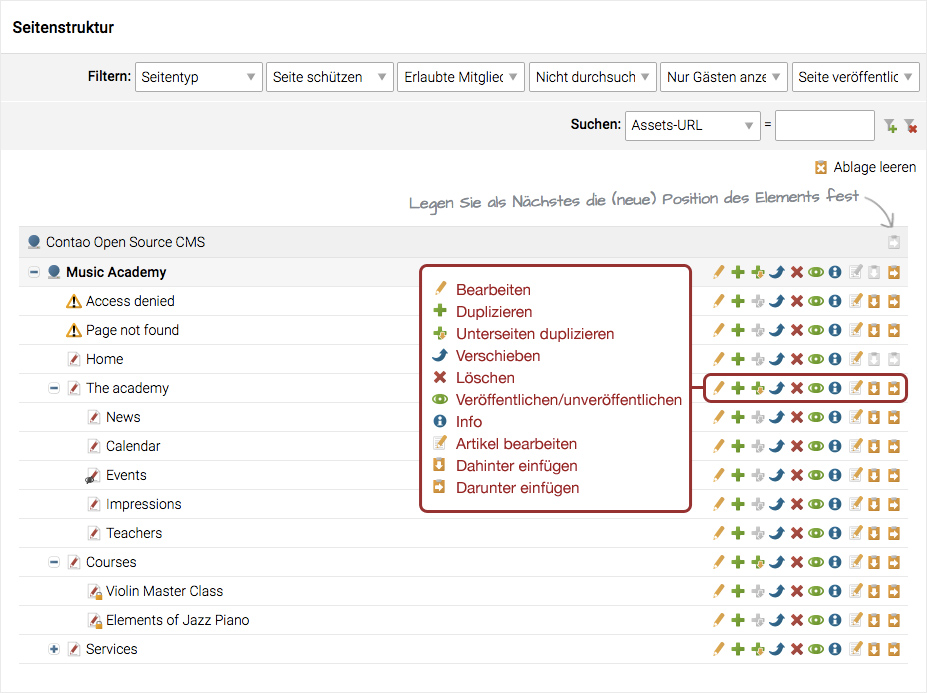 Seitenstruktur
Filtern: Seitentyp Seite schützen Erlaubte Mitglied Nicht durchsuch Nur Gästen anze Seite veröffentlic
Suchen: Assets-URL =
Ablage leeren
Legen Sie als Nächstes die (neue) Position des Elements fest
Contao Open Source CMS
Music Academy
Access denied
Page not found
Home
The academy
News
Calendar
Events
Impressions
Teachers
Courses
Violin Master Class
Elements of Jazz Piano
Services
Bearbeiten
Duplizieren
Unterseiten duplizieren
Verschieben
Löschen
Veröffentlichen/unveröffentlichen
Info
Artikel bearbeiten
Dahinter einfügen
Darunter einfügen